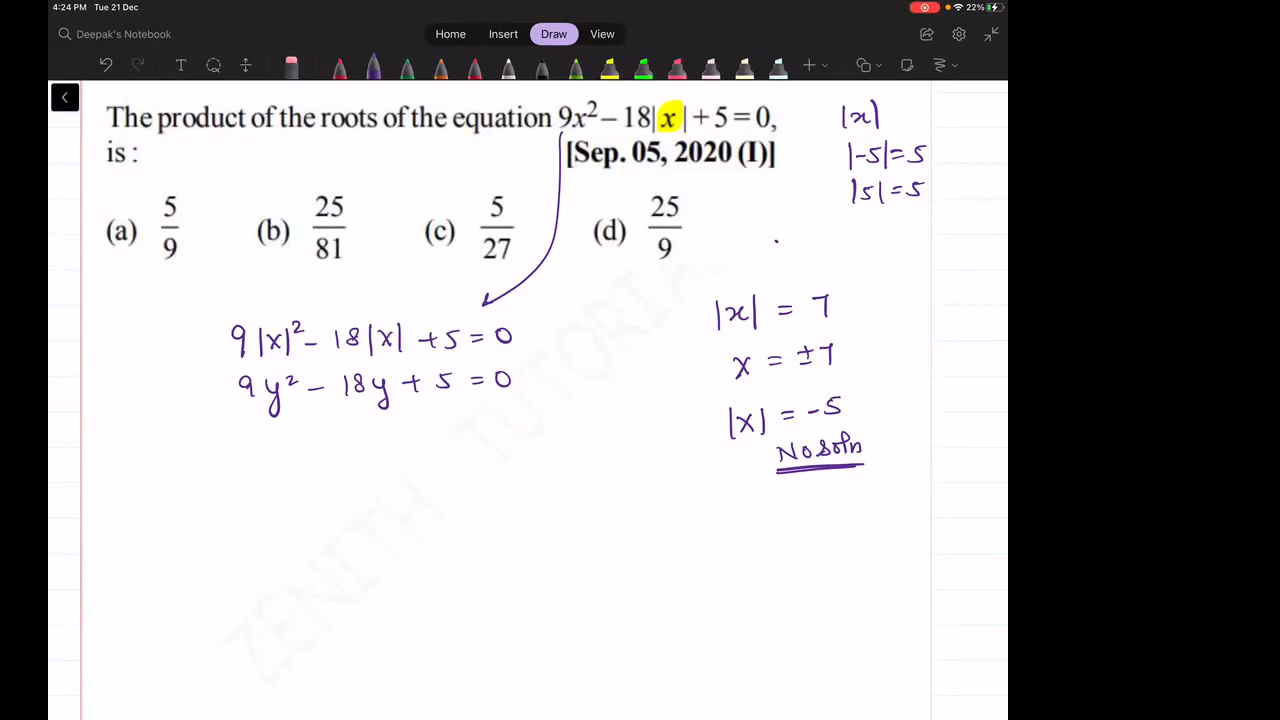 4:24 PM Tue 21 Dec
22%
Deepak's Notebook
Home Insert Draw View
The product of the roots of the equation 9x² – 18|x| + 5 = 0,
is :
[Sep. 05, 2020 (I)]
(a) 5/9 (b) 25/81 (c) 5/27 (d) 25/9
|x|
|-5| = 5
|5| = 5
9|x|² - 18|x| + 5 = 0
9y² - 18y + 5 = 0
|x| = 7
x = ±7
|x| = -5
No soln
ZENITH TUTORIA